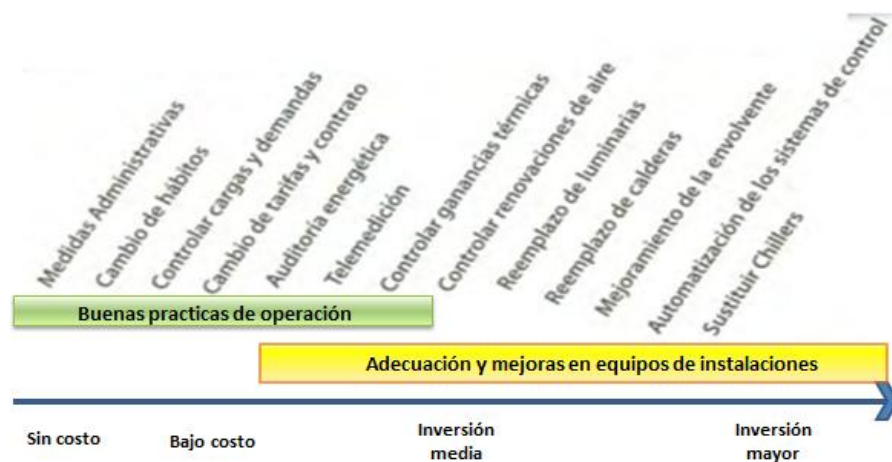 Medidas Administrativas
Cambio de hábitos
Controlar cargas y demandas
Cambio de tarifas y contrato
Auditoría energética
Telemedición
Controlar ganancias térmicas
Controlar renovaciones de aire
Reemplazo de luminarias
Reemplazo de calderas
Mejoramiento de la envolvente
Automatización de los sistemas de control
Sustituir Chillers
Buenas practicas de operación
Adecuación y mejoras en equipos de instalaciones
Sin costo
Bajo costo
Inversión
media
Inversión
mayor